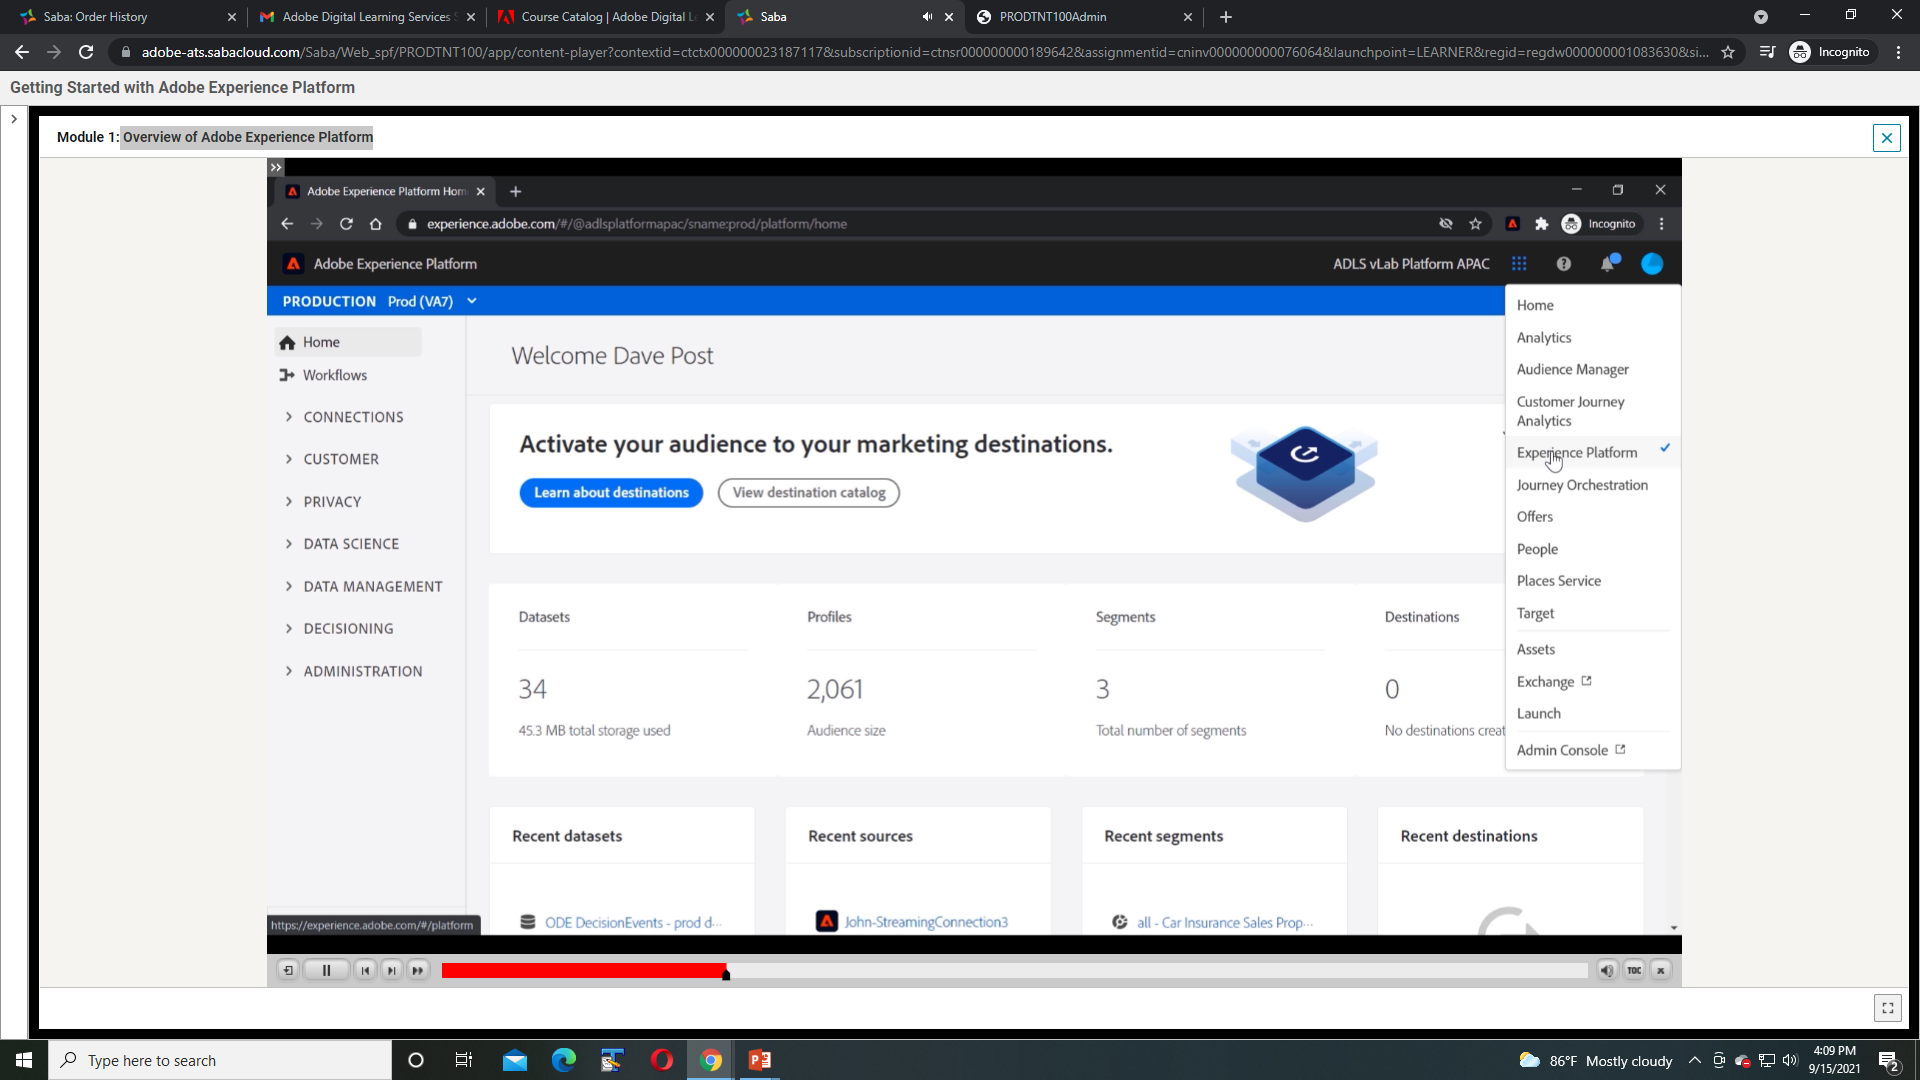 Saba: Order History
Adobe Digital Learning Services S
Course Catalog | Adobe Digital L
Saba
PRODTNT100Admin
adobe-ats.sabacloud.com/Saba/Web_spf/PRODTNT100/app/content-player?contextid=ctctx000000023187117&subscriptionid=ctnsr000000000189642&assignmentid=cninv000000000076064&launchpoint=LEARNER&regid=regdw000000001083630&si...
Incognito
Getting Started with Adobe Experience Platform
Module 1: Overview of Adobe Experience Platform
Adobe Experience Platform Hom
experience.adobe.com/#/@adlsplatformapac/sname:prod/platform/home
Incognito
Adobe Experience Platform
ADLS vLab Platform APAC
PRODUCTION Prod (VA7)
Home
Workflows
CONNECTIONS
CUSTOMER
PRIVACY
DATA SCIENCE
DATA MANAGEMENT
DECISIONING
ADMINISTRATION
Welcome Dave Post
Activate your audience to your marketing destinations.
Learn about destinations
View destination catalog
Datasets
34
45.3 MB total storage used
Profiles
2,061
Audience size
Segments
3
Total number of segments
Destinations
0
No destinations creat
Home
Analytics
Audience Manager
Customer Journey
Analytics
Experience Platform
Journey Orchestration
Offers
People
Places Service
Target
Assets
Exchange
Launch
Admin Console
Recent datasets
ODE DecisionEvents - prod d...
Recent sources
John-StreamingConnection3
Recent segments
all - Car Insurance Sales Prop...
Recent destinations
https://experience.adobe.com/#/platform
TOC
Type here to search
86°F Mostly cloudy
4:09 PM
9/15/2021
2